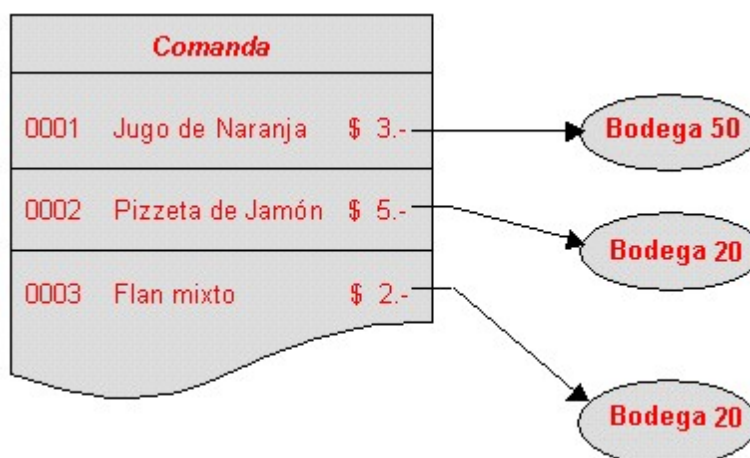 Comanda
0001 Jugo de Naranja $ 3.- Bodega 50
0002 Pizzeta de Jamón $ 5.- Bodega 20
0003 Flan mixto $ 2.- Bodega 20